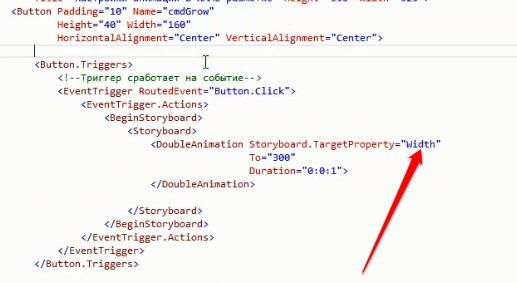 <Button Padding="10" Name="cmdGrow"
Height="40" Width="160"
HorizontalAlignment="Center" VerticalAlignment="Center">
<Button.Triggers>
<!--Триггер сработает на событие-->
<EventTrigger RoutedEvent="Button.Click">
<EventTrigger.Actions>
<BeginStoryboard>
<Storyboard>
<DoubleAnimation Storyboard.TargetProperty="Width"
To="300"
Duration="0:0:1">
</DoubleAnimation>
</Storyboard>
</BeginStoryboard>
</EventTrigger.Actions>
</EventTrigger>
</Button.Triggers>